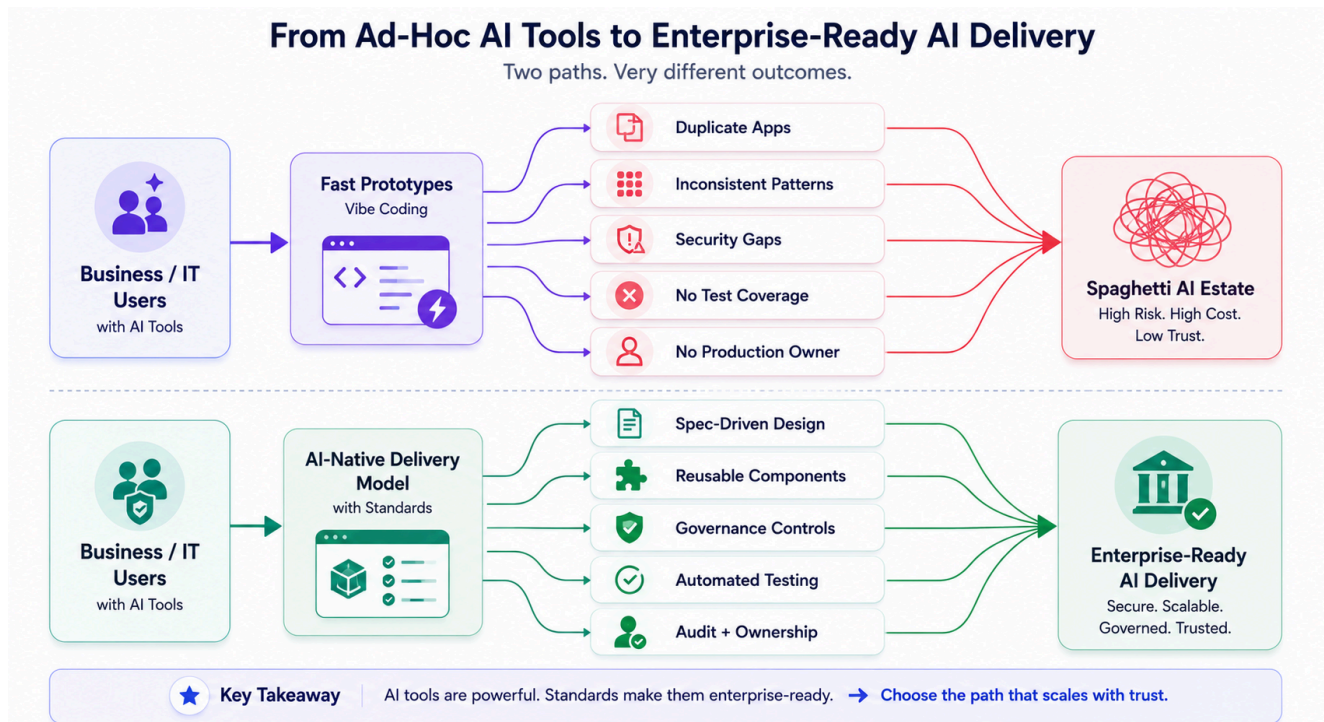 From Ad-Hoc AI Tools to Enterprise-Ready AI Delivery
Two paths. Very different outcomes.
Business / IT
Users
with AI Tools
Fast Prototypes
Vibe Coding
Duplicate Apps
Inconsistent Patterns
Security Gaps
No Test Coverage
No Production Owner
Spaghetti AI Estate
High Risk. High Cost.
Low Trust.
Business / IT
Users
with AI Tools
AI-Native Delivery
Model
with Standards
Spec-Driven Design
Reusable Components
Governance Controls
Automated Testing
Audit + Ownership
Enterprise-Ready
AI Delivery
Secure. Scalable.
Governed. Trusted.
Key Takeaway
AI tools are powerful. Standards make them enterprise-ready.
Choose the path that scales with trust.